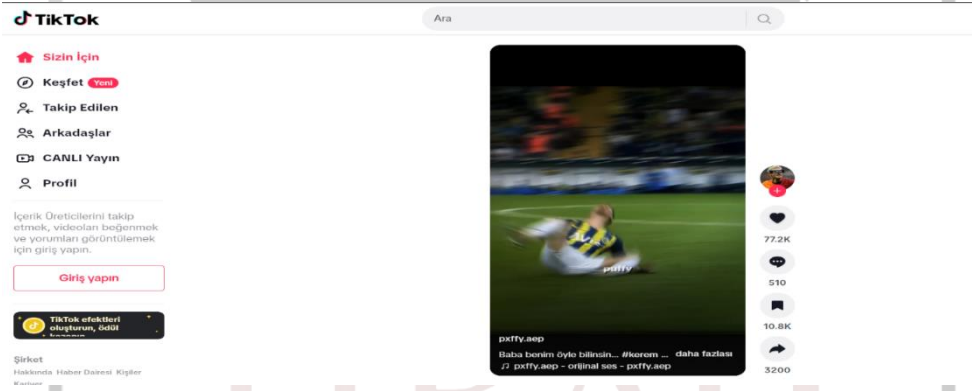 TikTok
Ara
Sizin İçin
Keşfet Yeni
Takip Edilen
Arkadaşlar
CANLI Yayın
Profil
İçerik Üreticilerini takip
etmek, videoları beğenmek
ve yorumları görüntülemek
için giriş yapın.
Giriş yapın
TikTok efektleri
oluşturun, ödül
Şirket
Hakkında Haber Dairesi Kişiler
puffy
pxffy.aep
Baba benim öyle bilinsin... #kerem ... daha fazlası
pxffy.aep - orijinal ses - pxffy.aep
77.2K
510
10.8K
3200